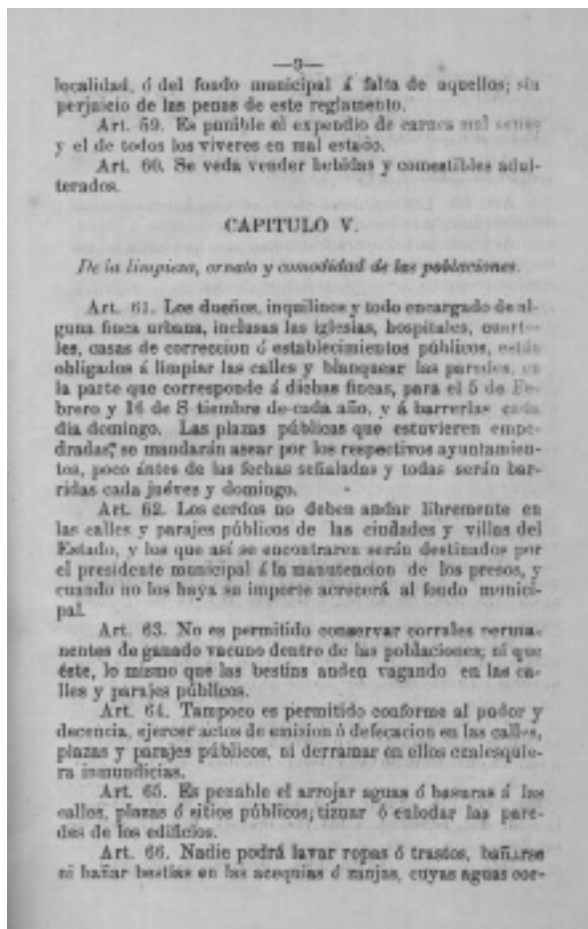 —9—
localidad, ó del fondo municipal á falta de aquellos; sin
perjuicio de las penas de este reglamento.
Art. 59. Es punible el expendio de carnes mal sanas
y el de todos los víveres en mal estado.
Art. 60. Se veda vender bebidas y comestibles adul-
terados.
CAPITULO V.
De la limpieza, ornato y comodidad de las poblaciones.
Art. 61. Los dueños, inquilinos y todo encargado de al-
guna finca urbana, inclusas las iglesias, hospitales, cuarte-
les, casas de correccion ó establecimientos públicos, están
obligados á limpiar las calles y blanquear las paredes, en
la parte que corresponde á dichas fincas, para el 5 de Fe-
brero y 16 de S tiembre de cada año, y á barrerlas cada
dia domingo. Las plazas públicas que estuvieren empe-
dradas, se mandarán asear por los respectivos ayuntamien-
tos, poco ántes de las fechas señaladas y todas serán bar-
ridas cada juéves y domingo.
Art. 62. Los cerdos no deben andar libremente en
las calles y parajes públicos de las ciudades y villas del
Estado, y los que así se encontraren serán destinados por
el presidente municipal á la manutencion de los presos, y
cuando no los haya su importe acrecerá al fondo munici-
pal.
Art. 63. No es permitido conservar corrales perma-
nentes de ganado vacuno dentro de las poblaciones; ni que
éste, lo mismo que las bestias anden vagando en las ca-
lles y parajes públicos.
Art. 64. Tampoco es permitido conforme al pudor y
decencia, ejercer actos de emision ó defecacion en las calles,
plazas y parajes públicos, ni derramar en ellos cualesquie-
ra inmundicias.
Art. 65. Es penable el arrojar aguas ó basuras á las
calles, plazas ó sitios públicos; tiznar ó enlodar las pare-
des de los edificios.
Art. 66. Nadie podrá lavar ropas ó trastos, bañarse
ni bañar bestias en las acequias ó zanjas, cuyas aguas cor-